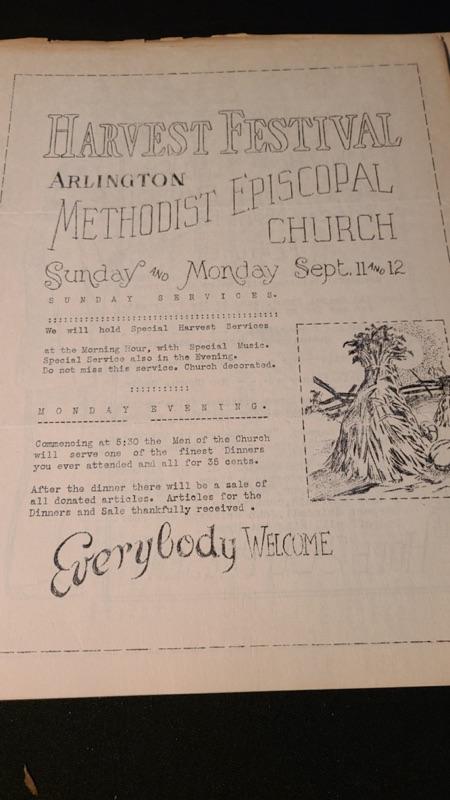 HARVEST FESTIVAL
ARLINGTON
METHODIST EPISCOPAL
CHURCH
Sunday AND Monday Sept. 11 AND 12
SUNDAY SERVICES.
::::::::::::::::::::::::::::::::::::::::::
We will hold Special Harvest Services
at the Morning Hour, with Special Music.
Special Service also in the Evening.
Do not miss this service. Church decorated.
:::::::::::
MONDAY EVENING.
Commencing at 5:30 the Men of the Church
will serve one of the finest Dinners
you ever attended and all for 35 cents.
After the dinner there will be a sale of
all donated articles. Articles for the
Dinners and Sale thankfully received .
Everybody WELCOME